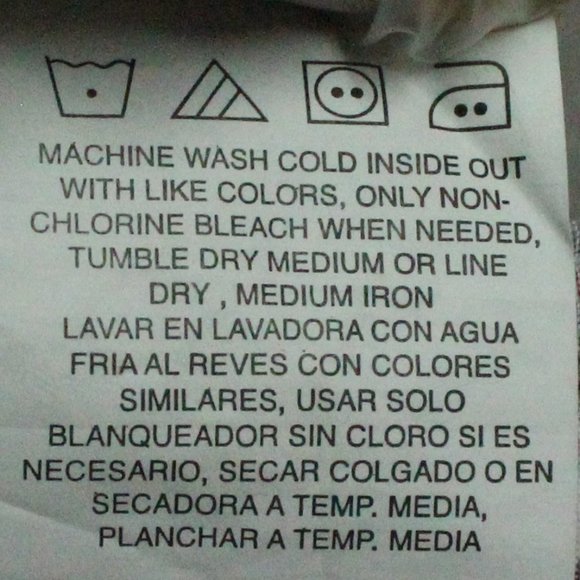 MACHINE WASH COLD INSIDE OUT
WITH LIKE COLORS, ONLY NON-
CHLORINE BLEACH WHEN NEEDED,
TUMBLE DRY MEDIUM OR LINE
DRY , MEDIUM IRON
LAVAR EN LAVADORA CON AGUA
FRIA AL REVES CON COLORES
SIMILARES, USAR SOLO
BLANQUEADOR SIN CLORO SI ES
NECESARIO, SECAR COLGADO O EN
SECADORA A TEMP. MEDIA,
PLANCHAR A TEMP. MEDIA